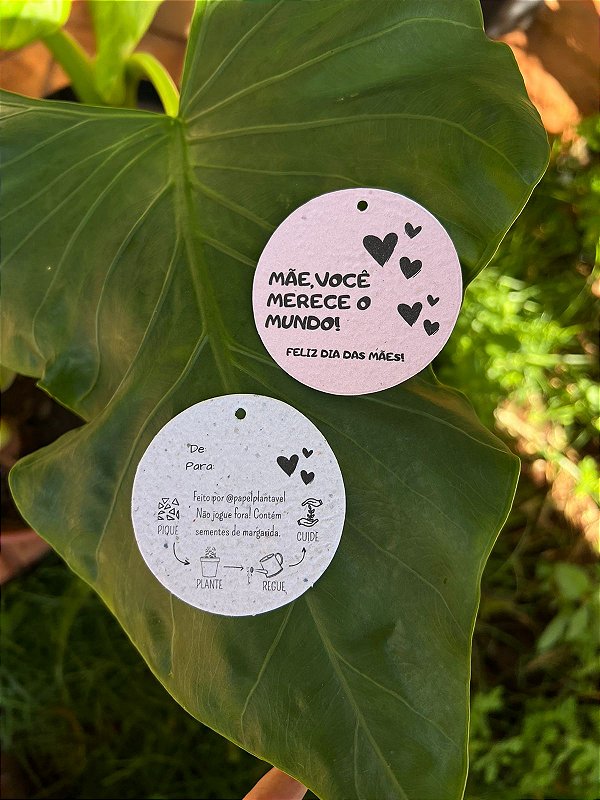 MÃE, VOCÊ
MERECE O
MUNDO!
FELIZ DIA DAS MÃES!
De
Para:
Feito por @papelplantavel
Não jogue fora! Contém
sementes de margarida.
PIQUE
PLANTE
REGUE
CUIDE